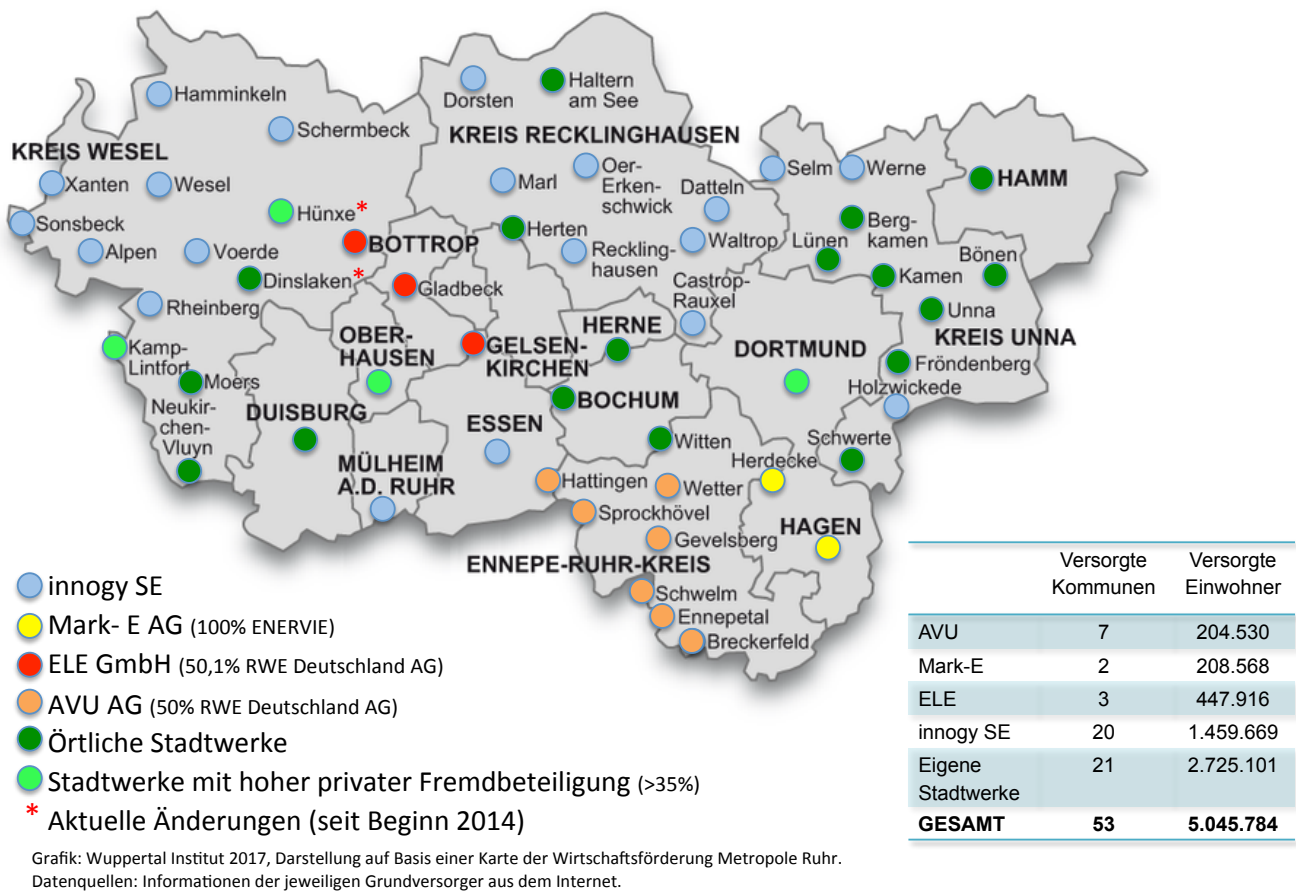 Hamminkeln
Schermbeck
KREIS WESEL
Xanten
Wesel
Sonsbeck
Hünxe*
Alpen
Voerde
Dinslaken*
Rheinberg
Kamp-
Lintfort
Moers
Neukir-
chen-
Vluyn
BOTTROP
Gladbeck
OBER-
HAUSEN
GELSEN-
KIRCHEN
DUISBURG
MÜLHEIM
A.D. RUHR
ESSEN
Dorsten
Haltern
am See
KREIS RECKLINGHAUSEN
Marl
Oer-
Erken-
schwick
Datteln
Herten
Reckling-
hausen
Waltrop
Castrop-
Rauxel
HERNE
BOCHUM
Witten
DORTMUND
Selm
Werne
HAMM
Berg-
kamen
Lünen
Kamen
Bönen
Unna
KREIS UNNA
Fröndenberg
Holzwickede
Schwerte
Herdecke
HAGEN
Hattingen
Wetter
Sprockhövel
Gevelsberg
ENNEPE-RUHR-KREIS
Schwelm
Ennepetal
Breckerfeld
innogy SE
Mark- E AG (100% ENERVIE)
ELE GmbH (50,1% RWE Deutschland AG)
AVU AG (50% RWE Deutschland AG)
Örtliche Stadtwerke
Stadtwerke mit hoher privater Fremdbeteiligung (>35%)
* Aktuelle Änderungen (seit Beginn 2014)
Versorgte Versorgte
Kommunen Einwohner
AVU 7 204.530
Mark-E 2 208.568
ELE 3 447.916
innogy SE 20 1.459.669
Eigene 21 2.725.101
Stadtwerke
GESAMT 53 5.045.784
Grafik: Wuppertal Institut 2017, Darstellung auf Basis einer Karte der Wirtschaftsförderung Metropole Ruhr.
Datenquellen: Informationen der jeweiligen Grundversorger aus dem Internet.